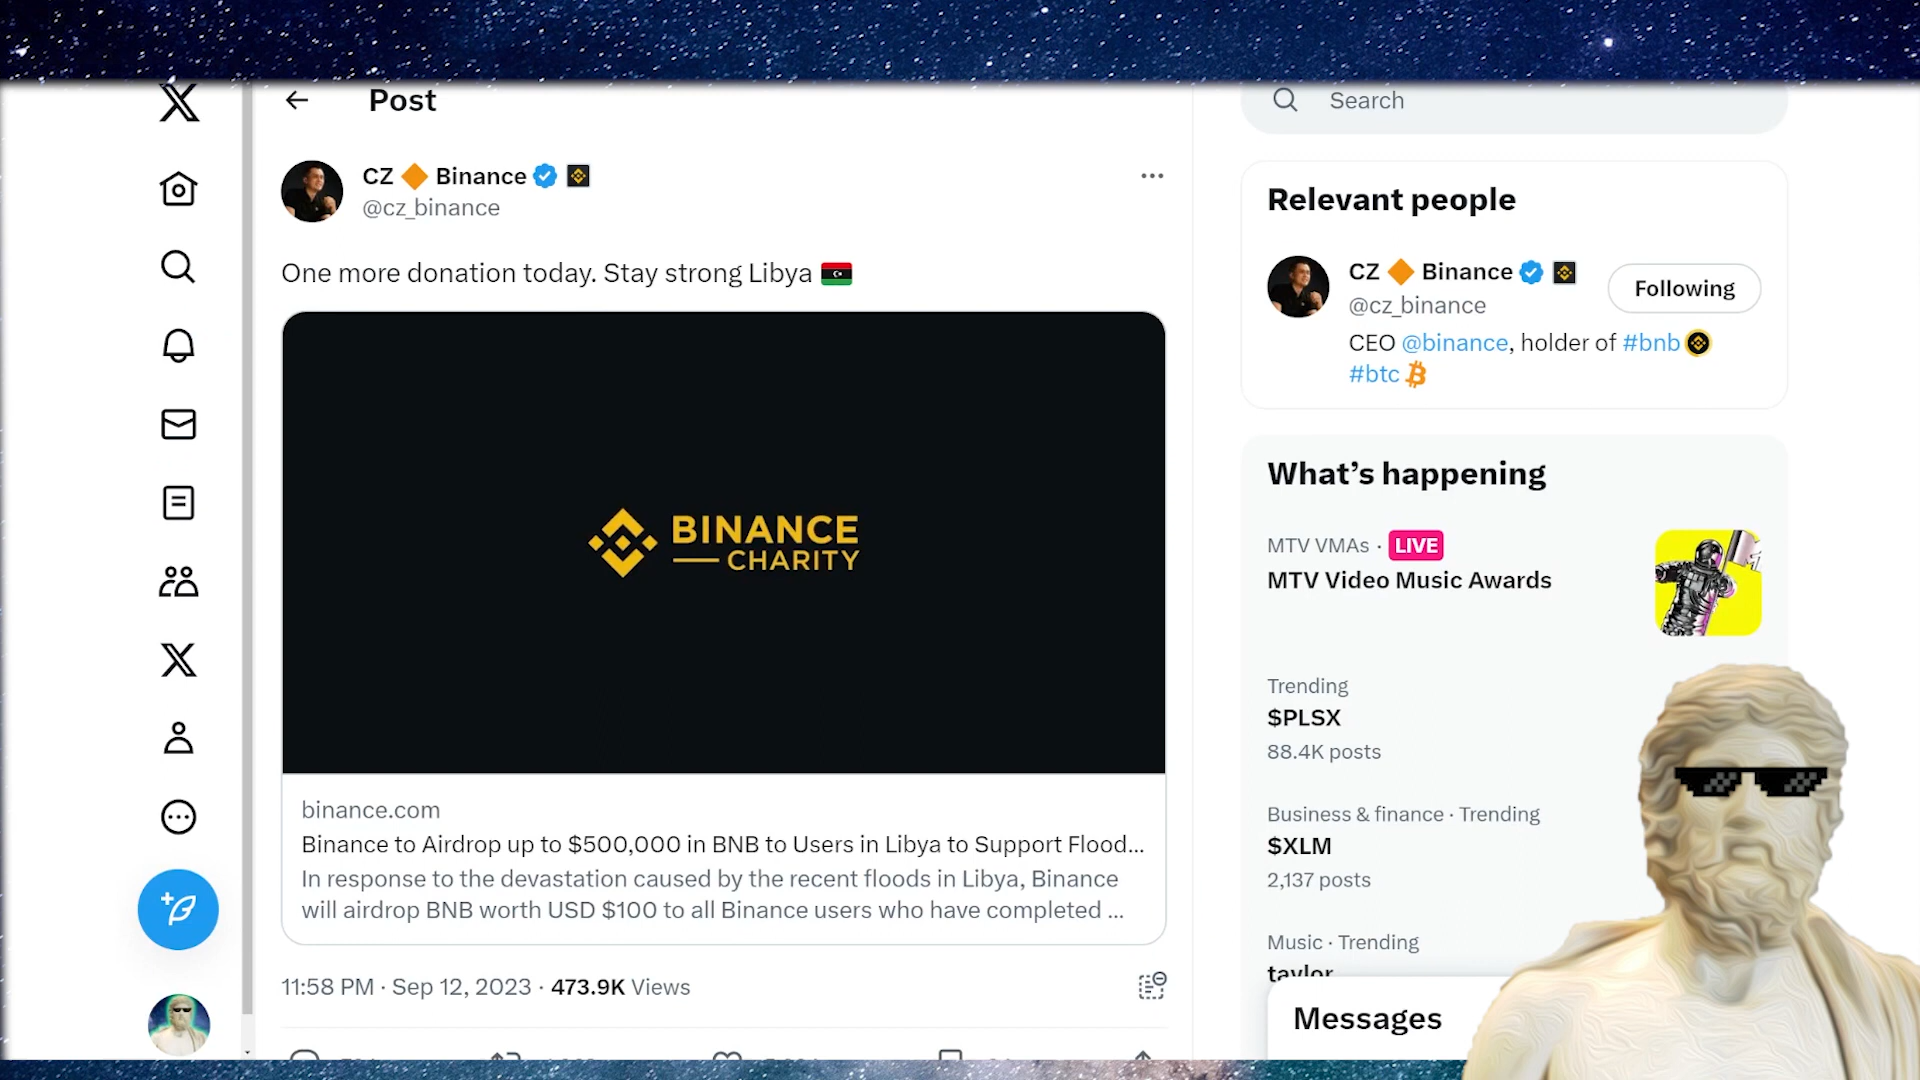 Post
Search
CZ 🔶 Binance
@cz_binance
One more donation today. Stay strong Libya 🇱🇾
BINANCE
CHARITY
binance.com
Binance to Airdrop up to $500,000 in BNB to Users in Libya to Support Flood...
In response to the devastation caused by the recent floods in Libya, Binance
will airdrop BNB worth USD $100 to all Binance users who have completed ...
11:58 PM · Sep 12, 2023 · 473.9K Views
Relevant people
CZ 🔶 Binance
@cz_binance
Following
CEO @binance, holder of #bnb
#btc
What’s happening
MTV VMAs · LIVE
MTV Video Music Awards
Trending
$PLSX
88.4K posts
Business & finance · Trending
$XLM
2,137 posts
Music · Trending
taylor
Messages